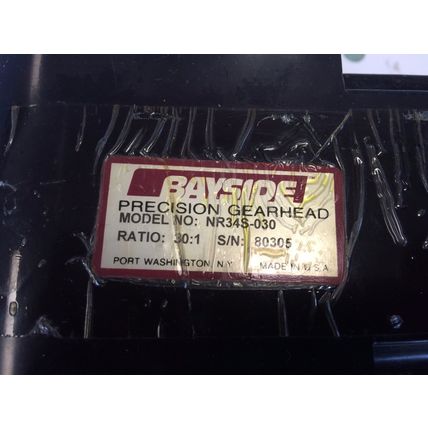 BAYSIDE
PRECISION GEARHEAD
MODEL NO: NR34S-030
RATIO: 30:1 S/N: 80305
PORT WASHINGTON, N.Y. MADE IN U.S.A